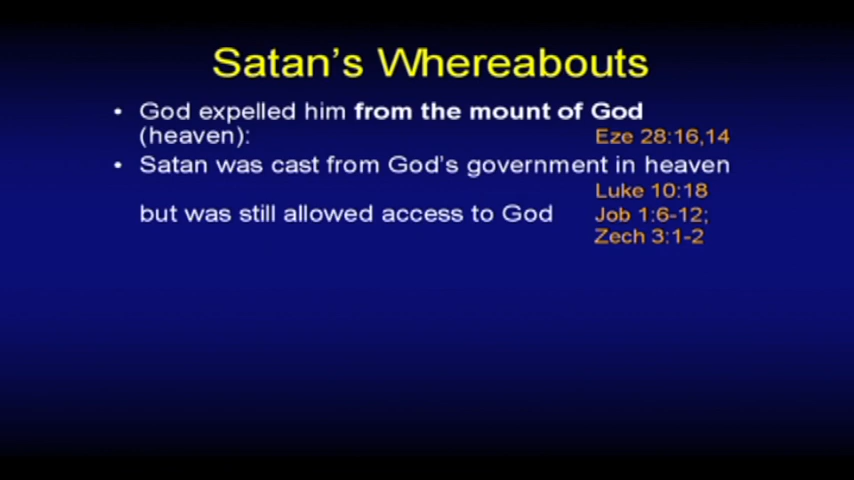 Satan's Whereabouts
• God expelled him from the mount of God
(heaven): Eze 28:16,14
• Satan was cast from God's government in heaven
Luke 10:18
but was still allowed access to God Job 1:6-12;
Zech 3:1-2